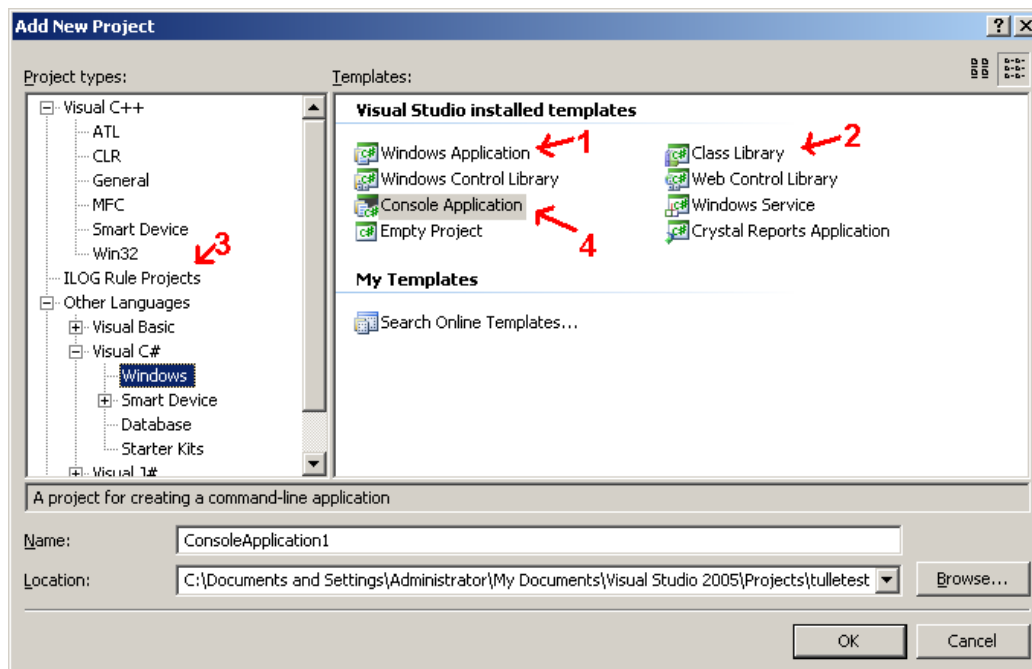 Add New Project
Project types:
Templates:
Visual C++
ATL
CLR
General
MFC
Smart Device
Win32
3
ILOG Rule Projects
Other Languages
Visual Basic
Visual C#
Windows
Smart Device
Database
Starter Kits
Visual J#
Visual Studio installed templates
Windows Application
1
Class Library
2
Windows Control Library
Web Control Library
Console Application
4
Windows Service
Empty Project
Crystal Reports Application
My Templates
Search Online Templates...
A project for creating a command-line application
Name:
ConsoleApplication1
Location:
C:\Documents and Settings\Administrator\My Documents\Visual Studio 2005\Projects\tulletest
Browse...
OK
Cancel